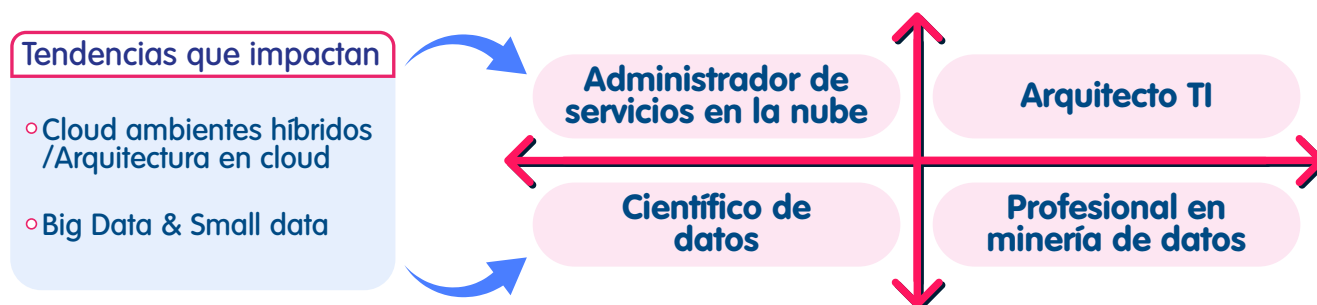 Tendencias que impactan
Cloud ambientes híbridos
/Arquitectura en cloud
Big Data & Small data
Administrador de
servicios en la nube
Arquitecto TI
Científico de
datos
Profesional en
minería de datos